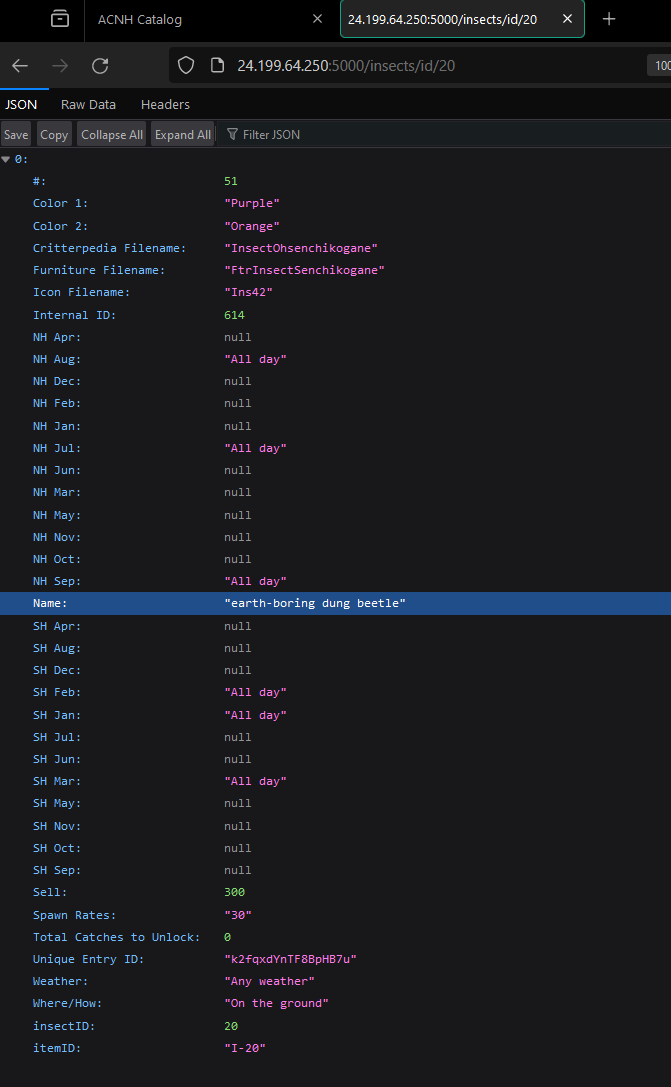 ACNH Catalog
24.199.64.250:5000/insects/id/20
24.199.64.250:5000/insects/id/20 100
JSON Raw Data Headers
Save Copy Collapse All Expand All Filter JSON
0:
#: 51
Color 1: "Purple"
Color 2: "Orange"
Critterpedia Filename: "InsectOhsenchikogane"
Furniture Filename: "FtrInsectSenchikogane"
Icon Filename: "Ins42"
Internal ID: 614
NH Apr: null
NH Aug: "All day"
NH Dec: null
NH Feb: null
NH Jan: null
NH Jul: "All day"
NH Jun: null
NH Mar: null
NH May: null
NH Nov: null
NH Oct: null
NH Sep: "All day"
Name: "earth-boring dung beetle"
SH Apr: null
SH Aug: null
SH Dec: null
SH Feb: "All day"
SH Jan: "All day"
SH Jul: null
SH Jun: null
SH Mar: "All day"
SH May: null
SH Nov: null
SH Oct: null
SH Sep: null
Sell: 300
Spawn Rates: "30"
Total Catches to Unlock: 0
Unique Entry ID: "k2fqxdYnTF8BpHB7u"
Weather: "Any weather"
Where/How: "On the ground"
insectID: 20
itemID: "I-20"